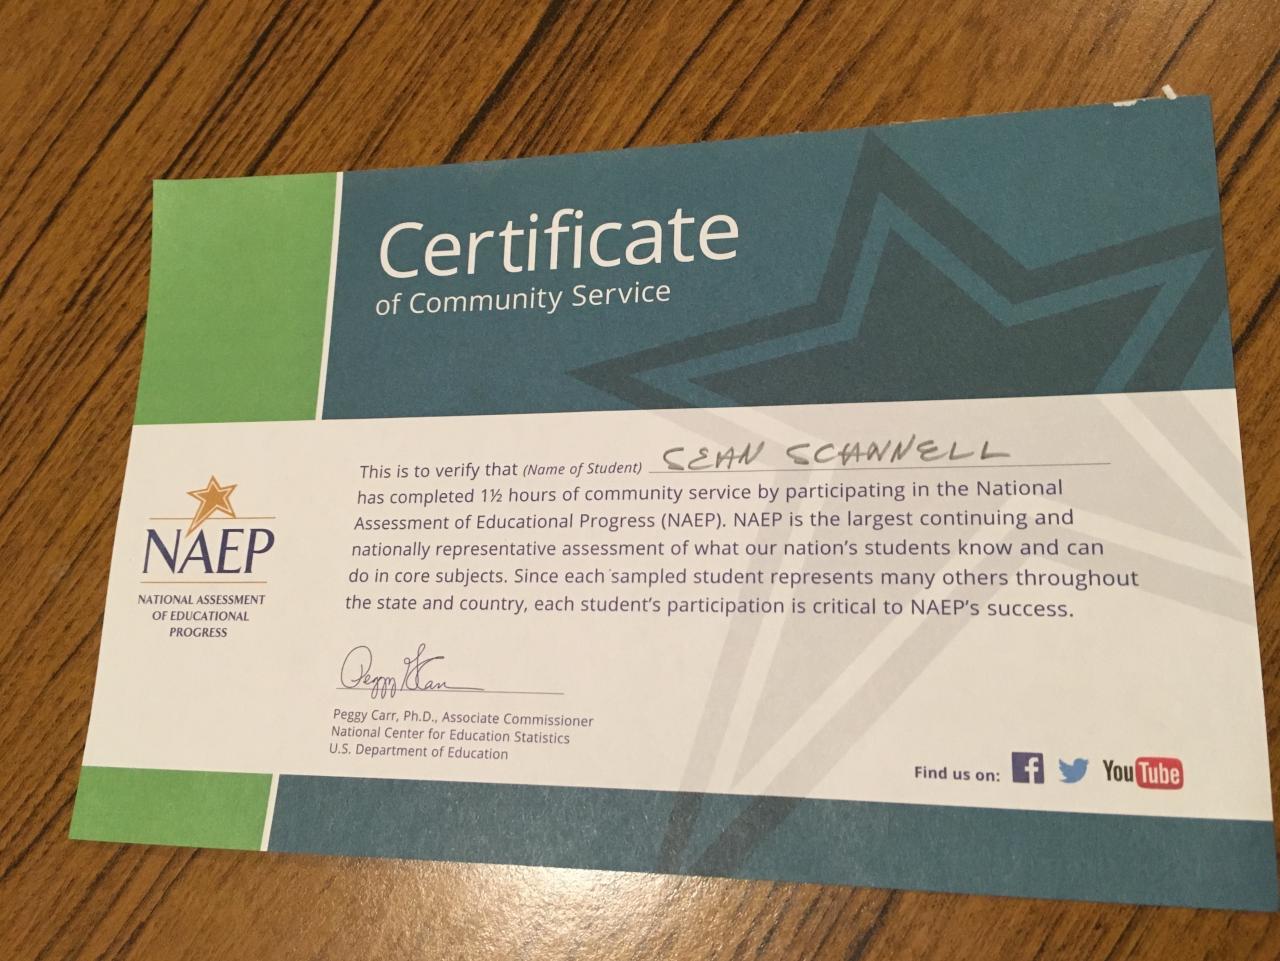 Certificate
of Community Service
This is to verify that (Name of Student) SEAN SCANNELL
has completed 1½ hours of community service by participating in the National
Assessment of Educational Progress (NAEP). NAEP is the largest continuing and
nationally representative assessment of what our nation's students know and can
do in core subjects. Since each sampled student represents many others throughout
the state and country, each student's participation is critical to NAEP's success.
NAEP
NATIONAL ASSESSMENT
OF EDUCATIONAL
PROGRESS
Peggy G Carr
Peggy Carr, Ph.D., Associate Commissioner
National Center for Education Statistics
U.S. Department of Education
Find us on: f YouTube